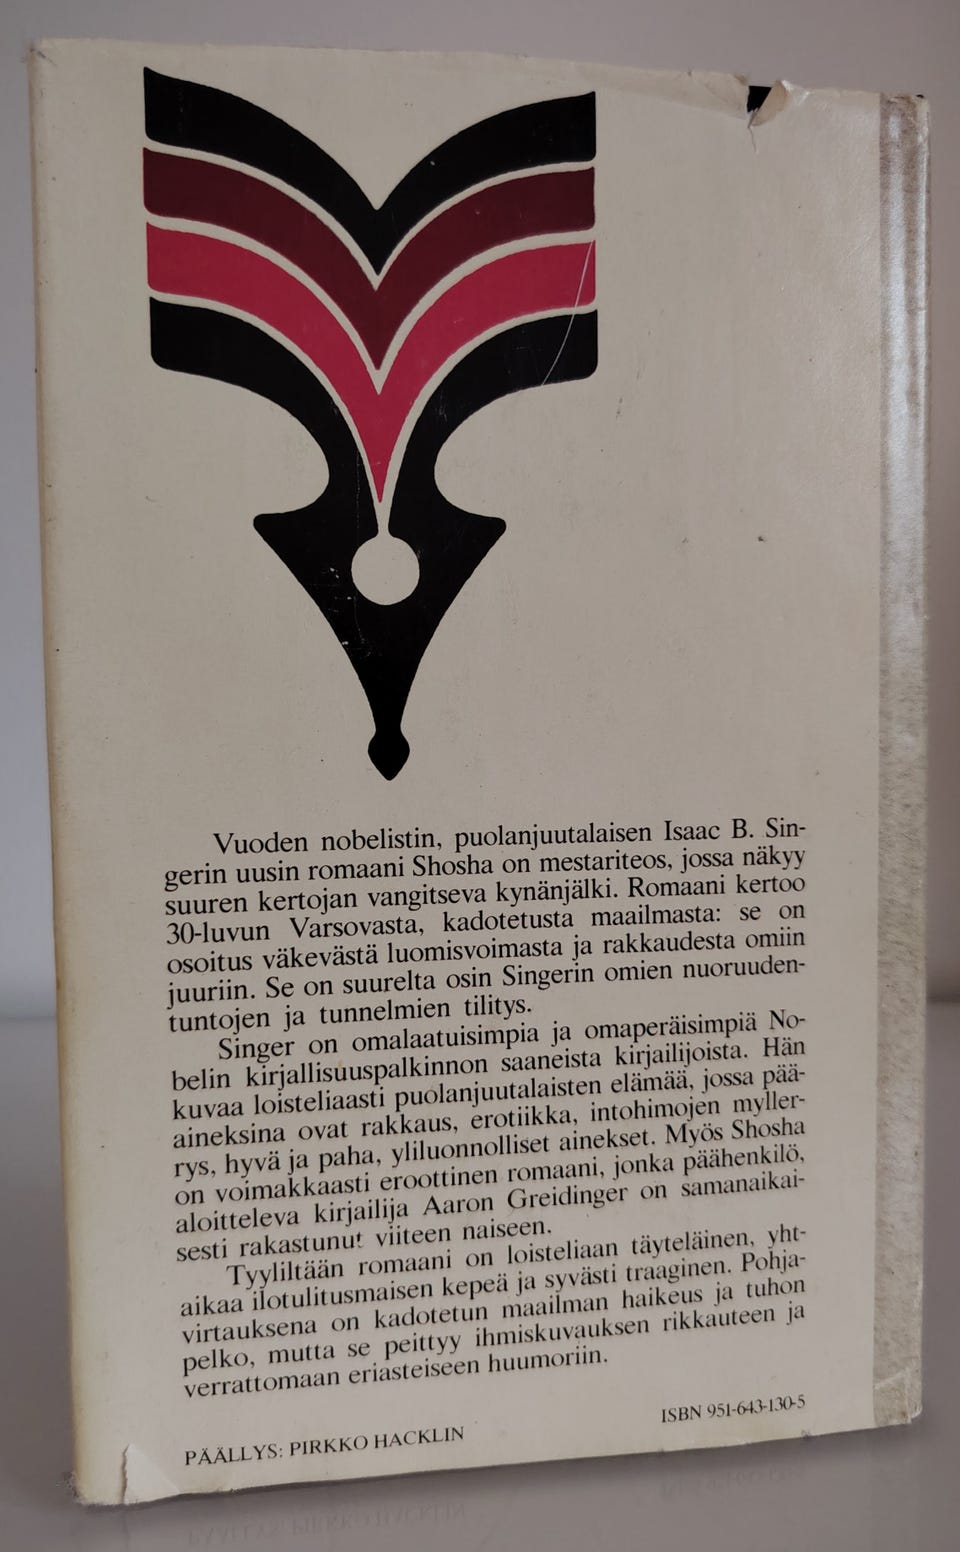 Vuoden nobelistin, puolanjuutalaisen Isaac B. Sin-
gerin uusin romaani Shosha on mestariteos, jossa näkyy
suuren kertojan vangitseva kynänjälki. Romaani kertoo
30-luvun Varsovasta, kadotetusta maailmasta: se on
osoitus väkevästä luomisvoimasta ja rakkaudesta omiin
juuriin. Se on suurelta osin Singerin omien nuoruuden-
tuntojen ja tunnelmien tilitys.
Singer on omalaatuisimpia ja omaperäisimpiä No-
belin kirjallisuuspalkinnon saaneista kirjailijoista. Hän
kuvaa loisteliaasti puolanjuutalaisten elämää, jossa pää-
aineksina ovat rakkaus, erotiikka, intohimojen myller-
rys, hyvä ja paha, yliluonnolliset ainekset. Myös Shosha
on voimakkaasti eroottinen romaani, jonka päähenkilö,
aloitteleva kirjailija Aaron Greidinger on samanaikai-
sesti rakastunut viiteen naiseen.
Tyyliltään romaani on loisteliaan täyteläinen, yht-
aikaa ilotulitusmaisen kepeä ja syvästi traaginen. Pohja-
virtauksena on kadotetun maailman haikeus ja tuhon
pelko, mutta se peittyy ihmiskuvauksen rikkauteen ja
verrattomaan eriasteiseen huumoriin.
PÄÄLLYS: PIRKKO HACKLIN
ISBN 951-643-130-5